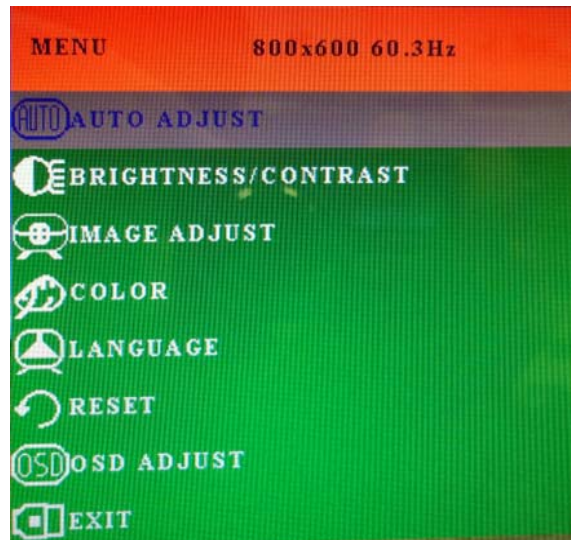 MENU 800x600 60.3Hz
AUTO AUTO ADJUST
BRIGHTNESS/CONTRAST
IMAGE ADJUST
COLOR
LANGUAGE
RESET
OSD OSD ADJUST
EXIT